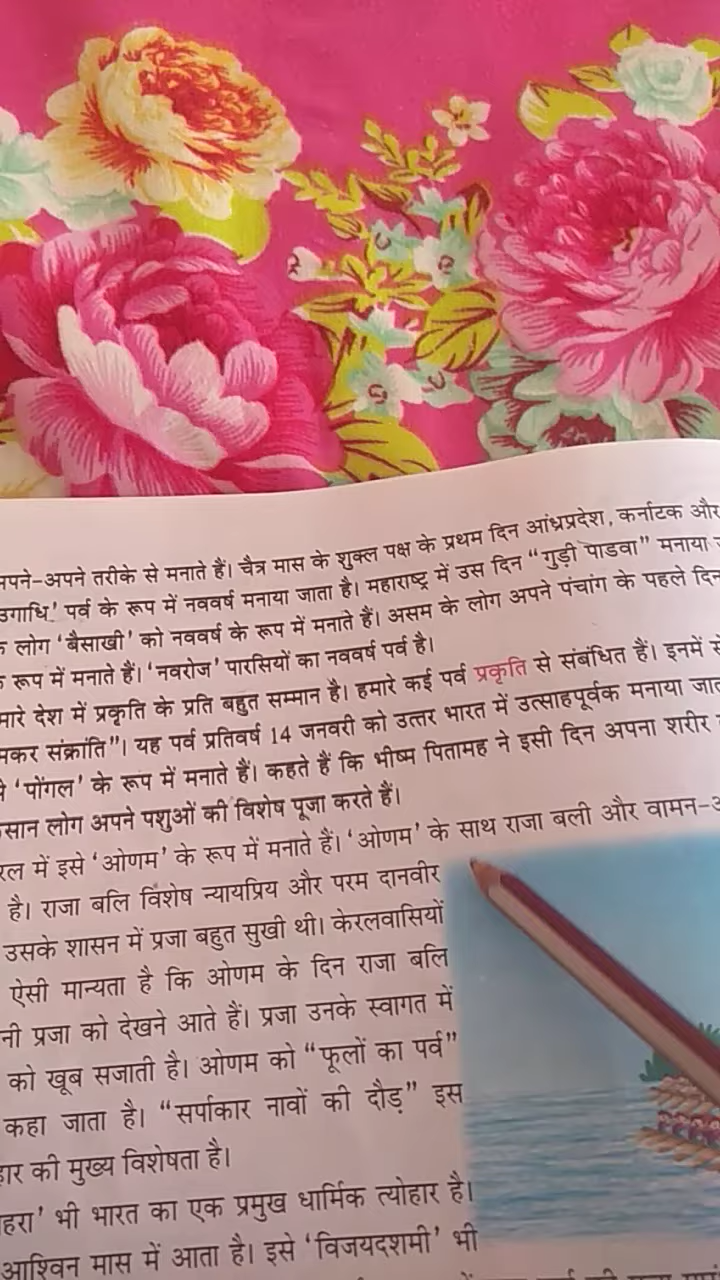 अपने-अपने तरीके से मनाते हैं। चैत्र मास के शुक्ल पक्ष के प्रथम दिन आंध्रप्रदेश, कर्नाटक और
उगाधि' पर्व के रूप में नववर्ष मनाया जाता है। महाराष्ट्र में उस दिन “गुड़ी पाडवा” मनाया
लोग ‘बैसाखी’ को नववर्ष के रूप में मनाते हैं। असम के लोग अपने पंचांग के पहले दिन
रूप में मनाते हैं। ‘नवरोज’ पारसियों का नववर्ष पर्व है।
मारे देश में प्रकृति के प्रति बहुत सम्मान है। हमारे कई पर्व प्रकृति से संबंधित हैं। इनमें से
मकर संक्रांति”। यह पर्व प्रतिवर्ष 14 जनवरी को उत्तर भारत में उत्साहपूर्वक मनाया जात
‘पोंगल’ के रूप में मनाते हैं। कहते हैं कि भीष्म पितामह ने इसी दिन अपना शरीर
सान लोग अपने पशुओं की विशेष पूजा करते हैं।
रल में इसे ‘ओणम’ के रूप में मनाते हैं। ‘ओणम’ के साथ राजा बली और वामन-अ
है। राजा बलि विशेष न्यायप्रिय और परम दानवीर
उसके शासन में प्रजा बहुत सुखी थी। केरलवासियों
ऐसी मान्यता है कि ओणम के दिन राजा बलि
नी प्रजा को देखने आते हैं। प्रजा उनके स्वागत में
को खूब सजाती है। ओणम को “फूलों का पर्व”
कहा जाता है। “सर्पाकार नावों की दौड़” इस
हार की मुख्य विशेषता है।
हरा’ भी भारत का एक प्रमुख धार्मिक त्योहार है।
आश्विन मास में आता है। इसे ‘विजयदशमी’ भी